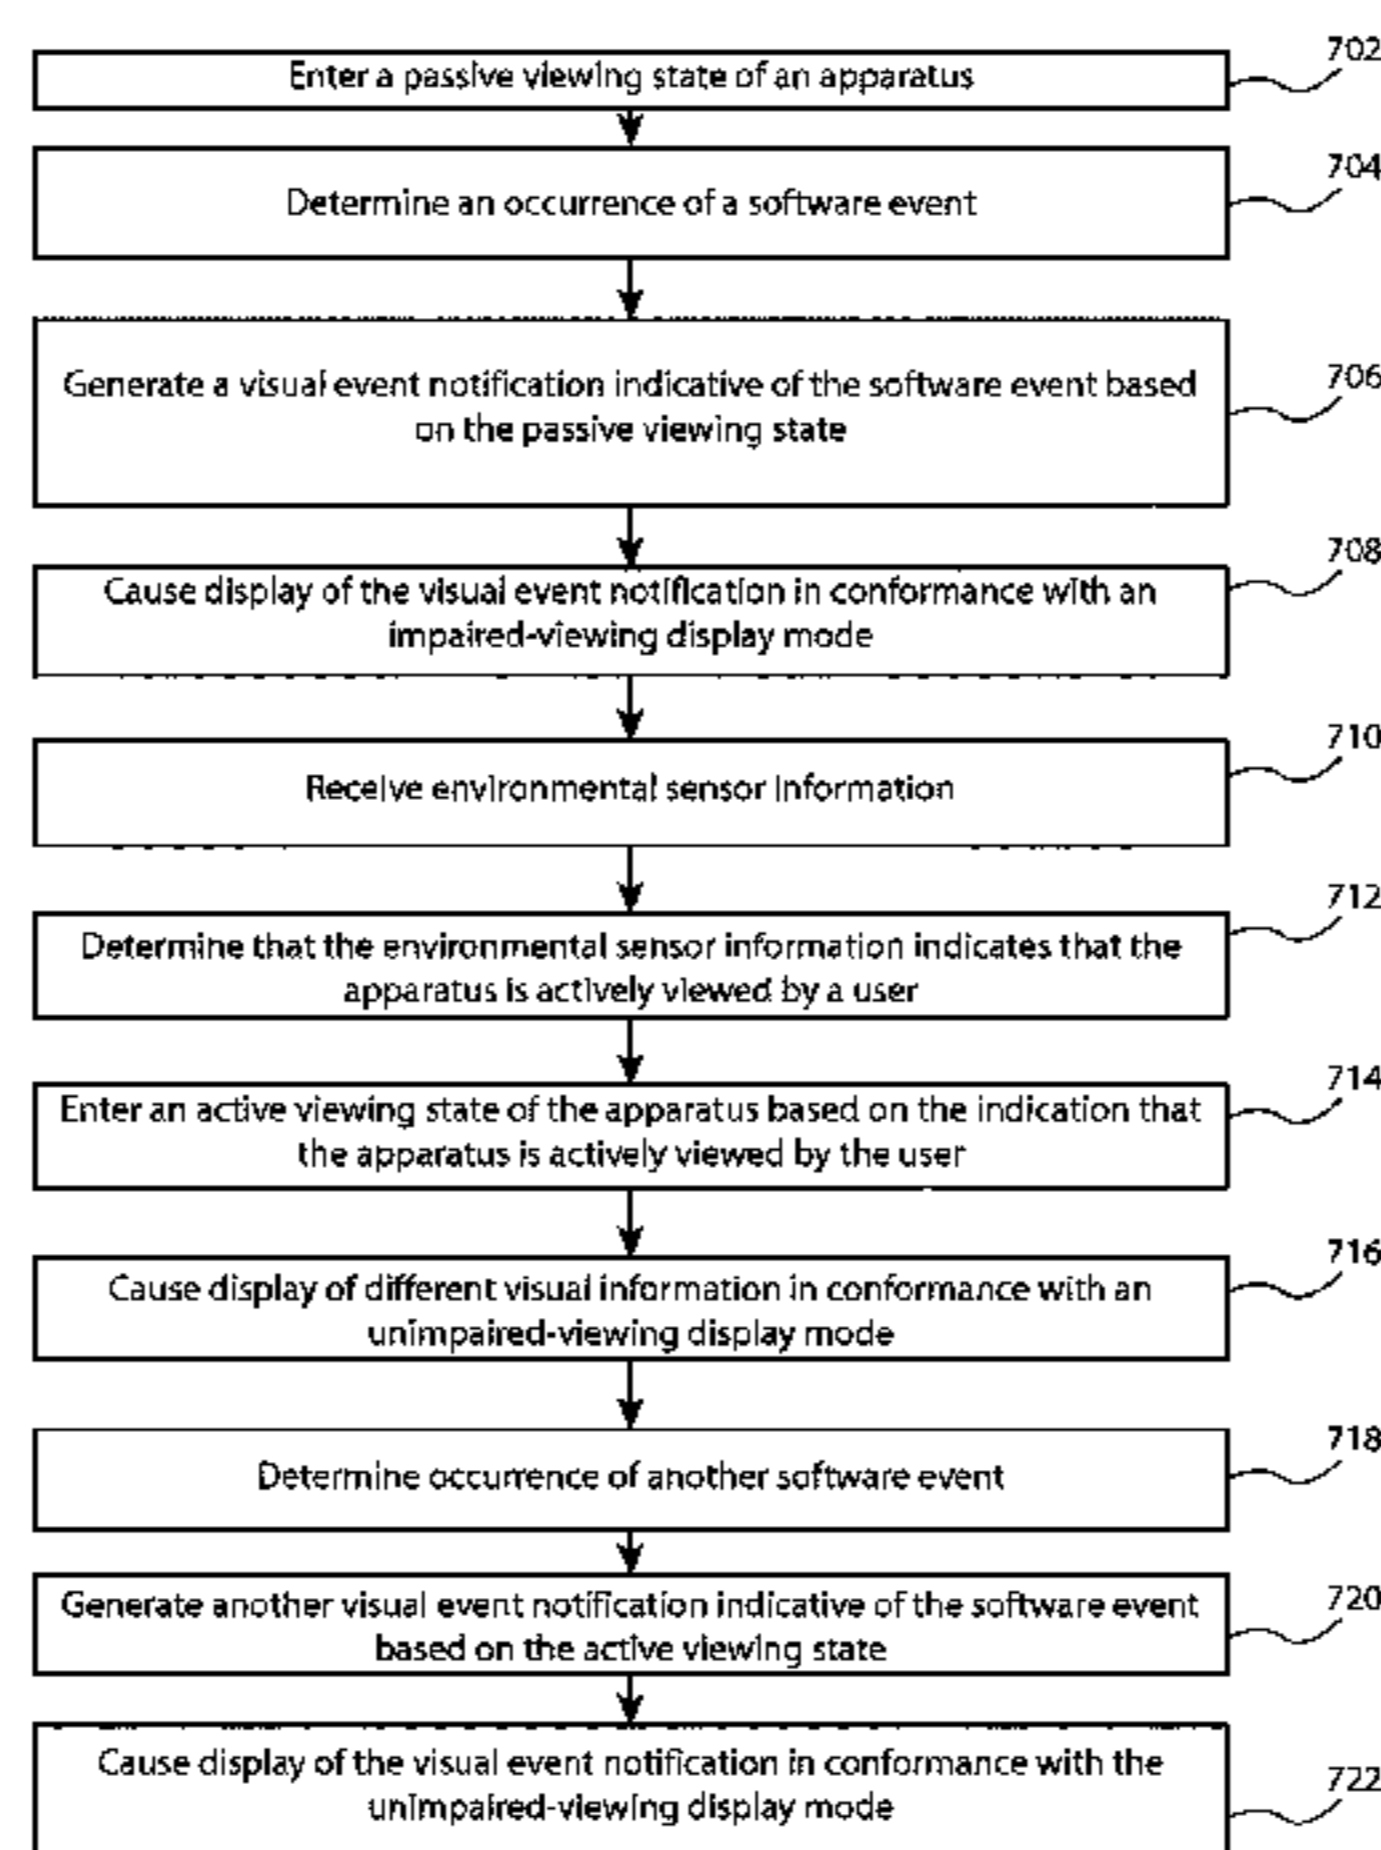 702
Enter a passive viewing state of an apparatus
704
Determine an occurrence of a software event
706
Generate a visual event notification indicative of the software event based
on the passive viewing state
708
Cause display of the visual event notification in conformance with an
impaired-viewing display mode
710
Receive environmental sensor information
712
Determine that the environmental sensor information indicates that the
apparatus is actively viewed by a user
714
Enter an active viewing state of the apparatus based on the indication that
the apparatus is actively viewed by the user
716
Cause display of different visual information in conformance with an
unimpaired-viewing display mode
718
Determine occurrence of another software event
720
Generate another visual event notification indicative of the software event
based on the active viewing state
722
Cause display of the visual event notification in conformance with the
unimpaired-viewing display mode